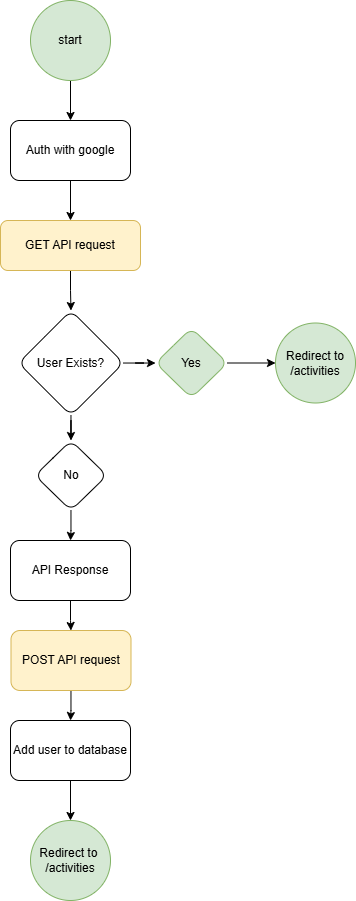 start
Auth with google
GET API request
User Exists?
Yes
Redirect to
/activities
No
API Response
POST API request
Add user to database
Redirect to
/activities